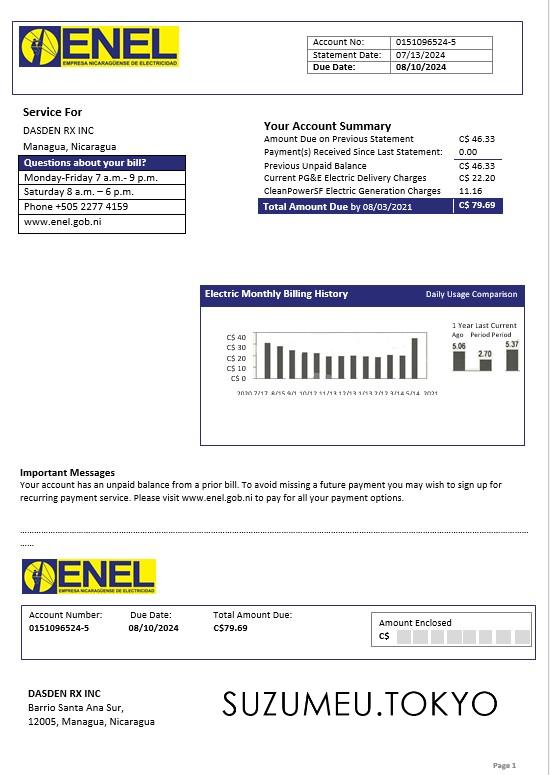 ENEL
EMPRESA NICARAGÜENSE DE ELECTRICIDAD
Account No: 0151096524-5
Statement Date: 07/13/2024
Due Date: 08/10/2024
Service For
DASDEN RX INC
Managua, Nicaragua
Questions about your bill?
Monday-Friday 7 a.m.- 9 p.m.
Saturday 8 a.m. – 6 p.m.
Phone +505 2277 4159
www.enel.gob.ni
Your Account Summary
Amount Due on Previous Statement C$ 46.33
Payment(s) Received Since Last Statement: 0.00
Previous Unpaid Balance C$ 46.33
Current PG&E Electric Delivery Charges C$ 22.20
CleanPowerSF Electric Generation Charges 11.16
Total Amount Due by 08/03/2021 C$ 79.69
Electric Monthly Billing History Daily Usage Comparison
1 Year Last Current
Ago Period Period
C$ 40
C$ 30
C$ 20
C$ 10
C$ 0
5.06 2.70 5.37
2020 7/17 8/15 9/1 10/12 11/13 12/13 1/13 2/12 3/14 4/15 5/14 2021
Important Messages
Your account has an unpaid balance from a prior bill. To avoid missing a future payment you may wish to sign up for
recurring payment service. Please visit www.enel.gob.ni to pay for all your payment options.
ENEL
EMPRESA NICARAGÜENSE DE ELECTRICIDAD
Account Number: Due Date: Total Amount Due:
0151096524-5 08/10/2024 C$79.69
Amount Enclosed
C$
DASDEN RX INC
Barrio Santa Ana Sur,
12005, Managua, Nicaragua
SUZUMEU.TOKYO
Page 1